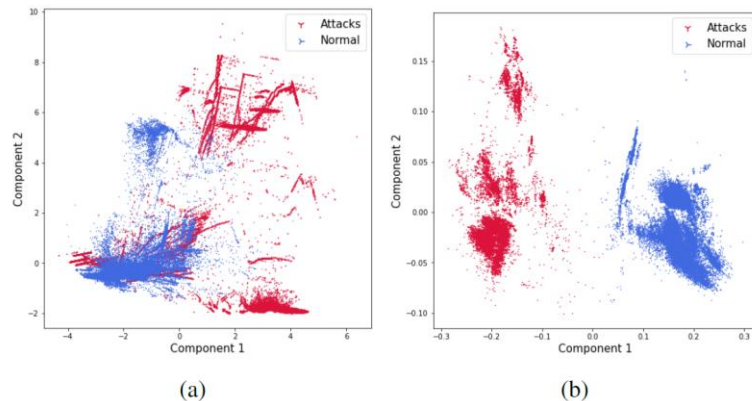 Attacks
Normal
10
8
6
4
2
0
−2
Component 2
−4
−2
0
2
4
6
Component 1
(a)
Attacks
Normal
0.15
0.10
0.05
0.00
−0.05
−0.10
Component 2
−0.3
−0.2
−0.1
0.0
0.1
0.2
0.3
Component 1
(b)